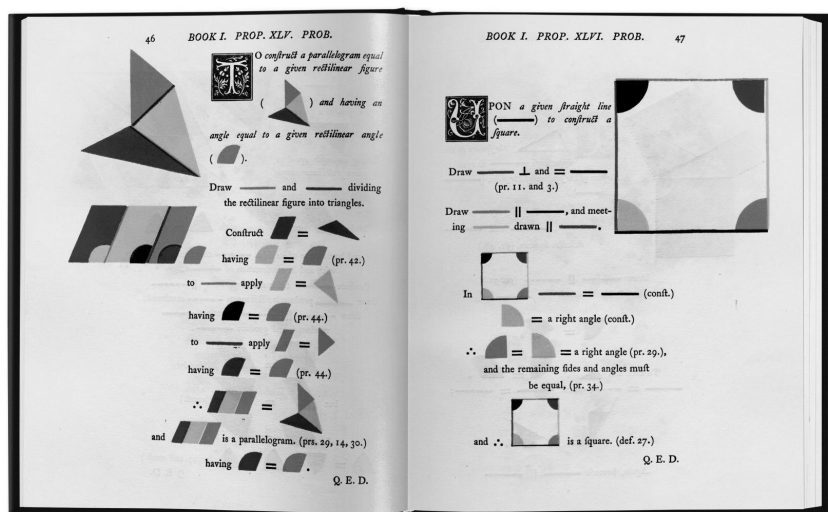 46 BOOK I. PROP. XLV. PROB.
TO conſtruct a parallelogram equal
to a given rectilinear figure
( ) and having an
angle equal to a given rectilinear angle
( ).
Draw and dividing
the rectilinear figure into triangles.
Conſtruct =
having = (pr. 42.)
to apply =
having = (pr. 44.)
to apply =
having = (pr. 44.)
∴ =
and is a parallelogram. (prs. 29, 14, 30.)
having = .
Q. E. D.
BOOK I. PROP. XLVI. PROB. 47
UPON a given ſtraight line
( ) to conſtruct a
ſquare.
Draw ⊥ and =
(pr. 11. and 3.)
Draw || , and meet-
ing drawn || .
In = (conſt.)
= a right angle (conſt.)
∴ = = a right angle (pr. 29.),
and the remaining ſides and angles muſt
be equal, (pr. 34.)
and ∴ is a ſquare. (def. 27.)
Q. E. D.